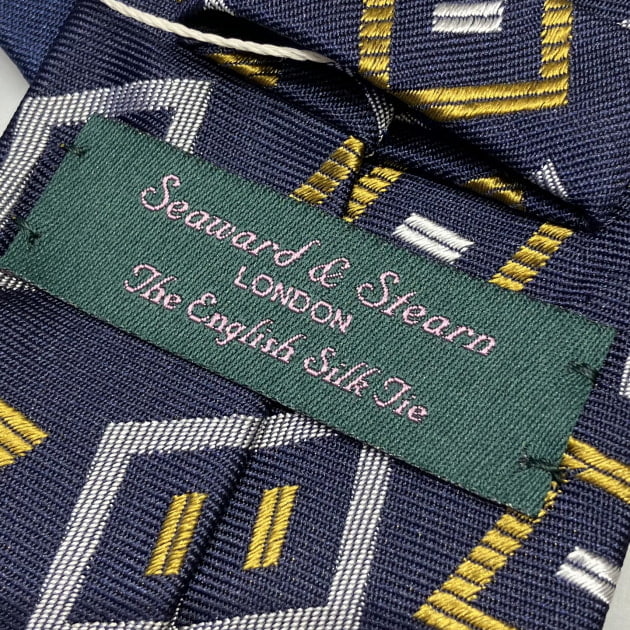 Seaward & Stearn
LONDON
The English Silk Tie